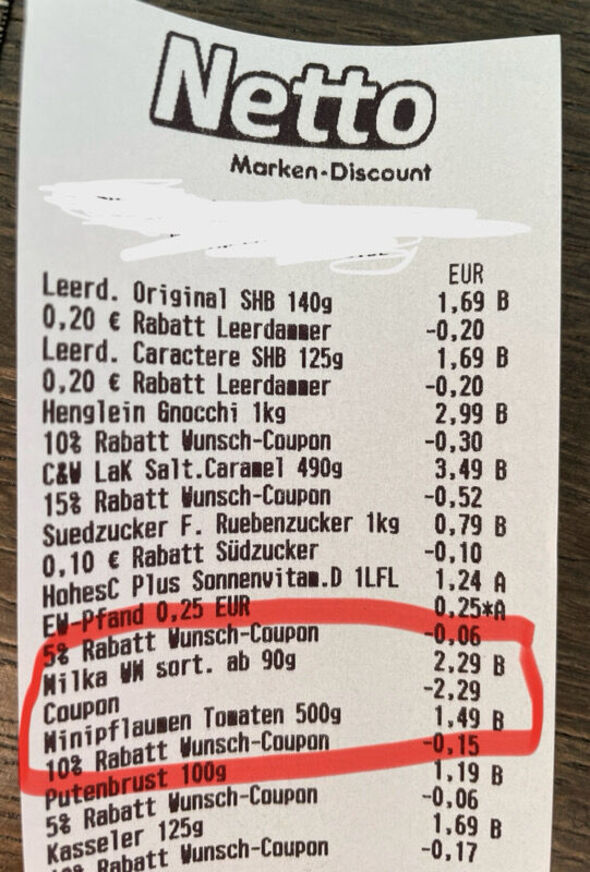 Netto
Marken-Discount
EUR
Leerd. Original SHB 140g 1,69 B
0,20 € Rabatt Leerdammer -0,20
Leerd. Caractere SHB 125g 1,69 B
0,20 € Rabatt Leerdammer -0,20
Henglein Gnocchi 1kg 2,99 B
10% Rabatt Wunsch-Coupon -0,30
C&W LaK Salt.Caramel 490g 3,49 B
15% Rabatt Wunsch-Coupon -0,52
Suedzucker F. Ruebenzucker 1kg 0,79 B
0,10 € Rabatt Südzucker -0,10
HohesC Plus Sonnenvitam.D 1LFL 1,24 A
EW-Pfand 0,25 EUR 0,25*A
5% Rabatt Wunsch-Coupon -0,06
Milka WM sort. ab 90g 2,29 B
Coupon -2,29
Minipflaumen Tomaten 500g 1,49 B
10% Rabatt Wunsch-Coupon -0,15
Putenbrust 100g 1,19 B
5% Rabatt Wunsch-Coupon -0,06
Kasseler 125g 1,69 B
Rabatt Wunsch-Coupon -0,17